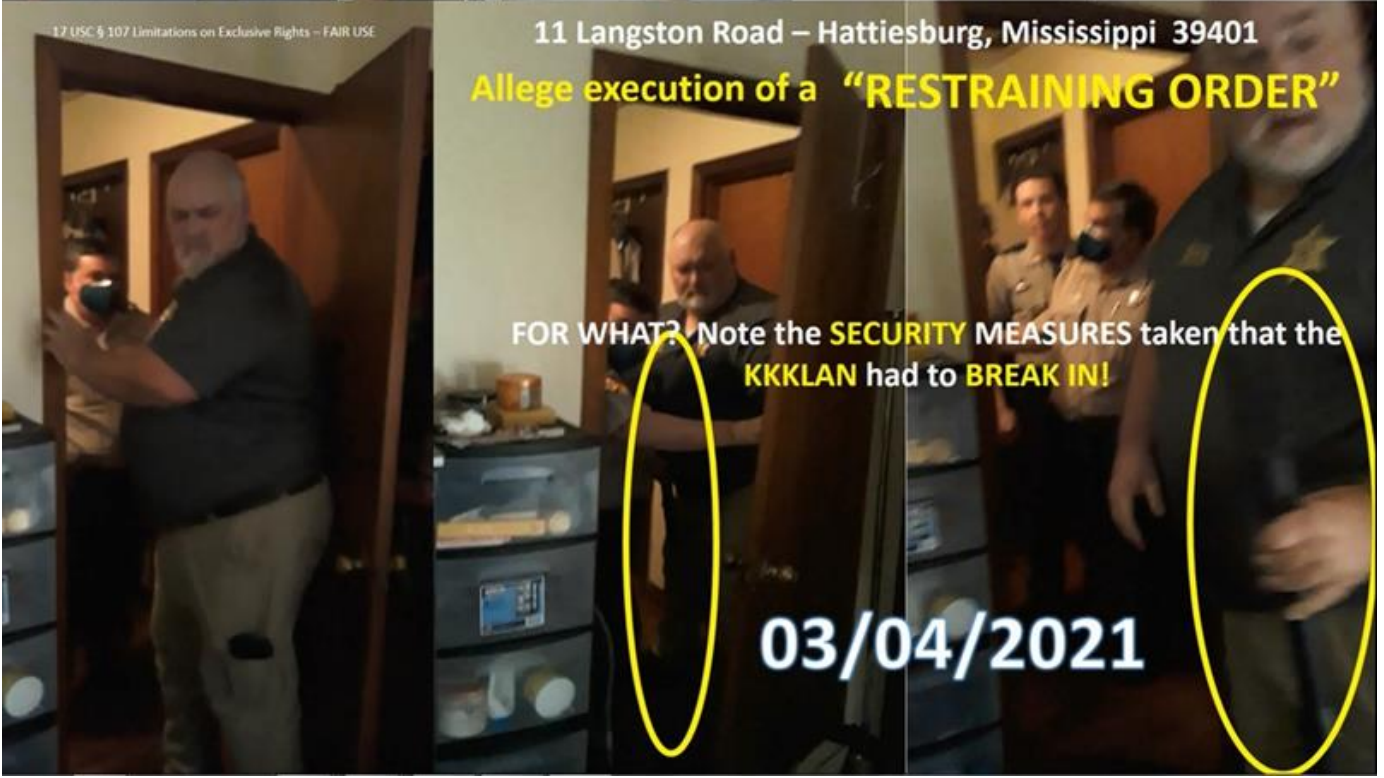 17 USC § 107 Limitations on Exclusive Rights – FAIR USE
11 Langston Road – Hattiesburg, Mississippi 39401
Allege execution of a “RESTRAINING ORDER”
FOR WHAT? Note the SECURITY MEASURES taken that the
KKKLAN had to BREAK IN!
03/04/2021